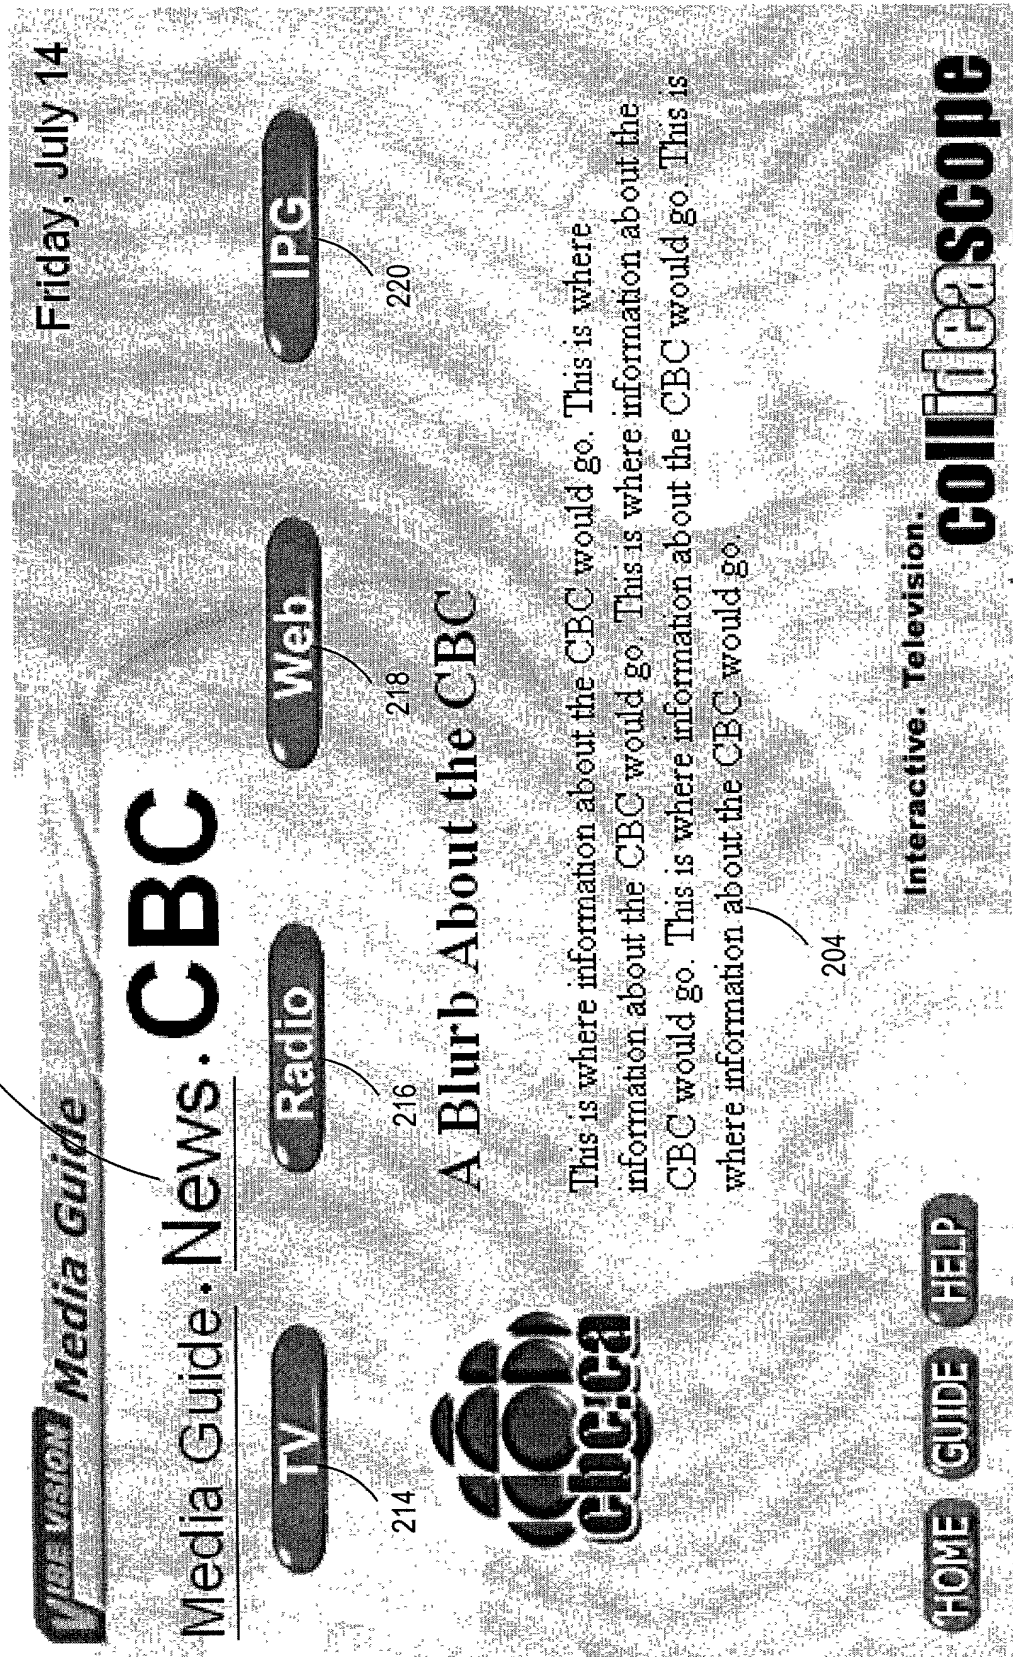 VIBE VISION Media Guide
Friday, July 14
Media Guide. News. CBC
TV
Radio
Web
IPG
214
216
218
220
cbc.ca
A Blurb About the CBC
This is where information about the CBC would go. This is where
information about the CBC would go. This is where information about the
CBC would go. This is where information about the CBC would go. This is
where information about the CBC would go.
204
HOME
GUIDE
HELP
Interactive. Television.
collideascope